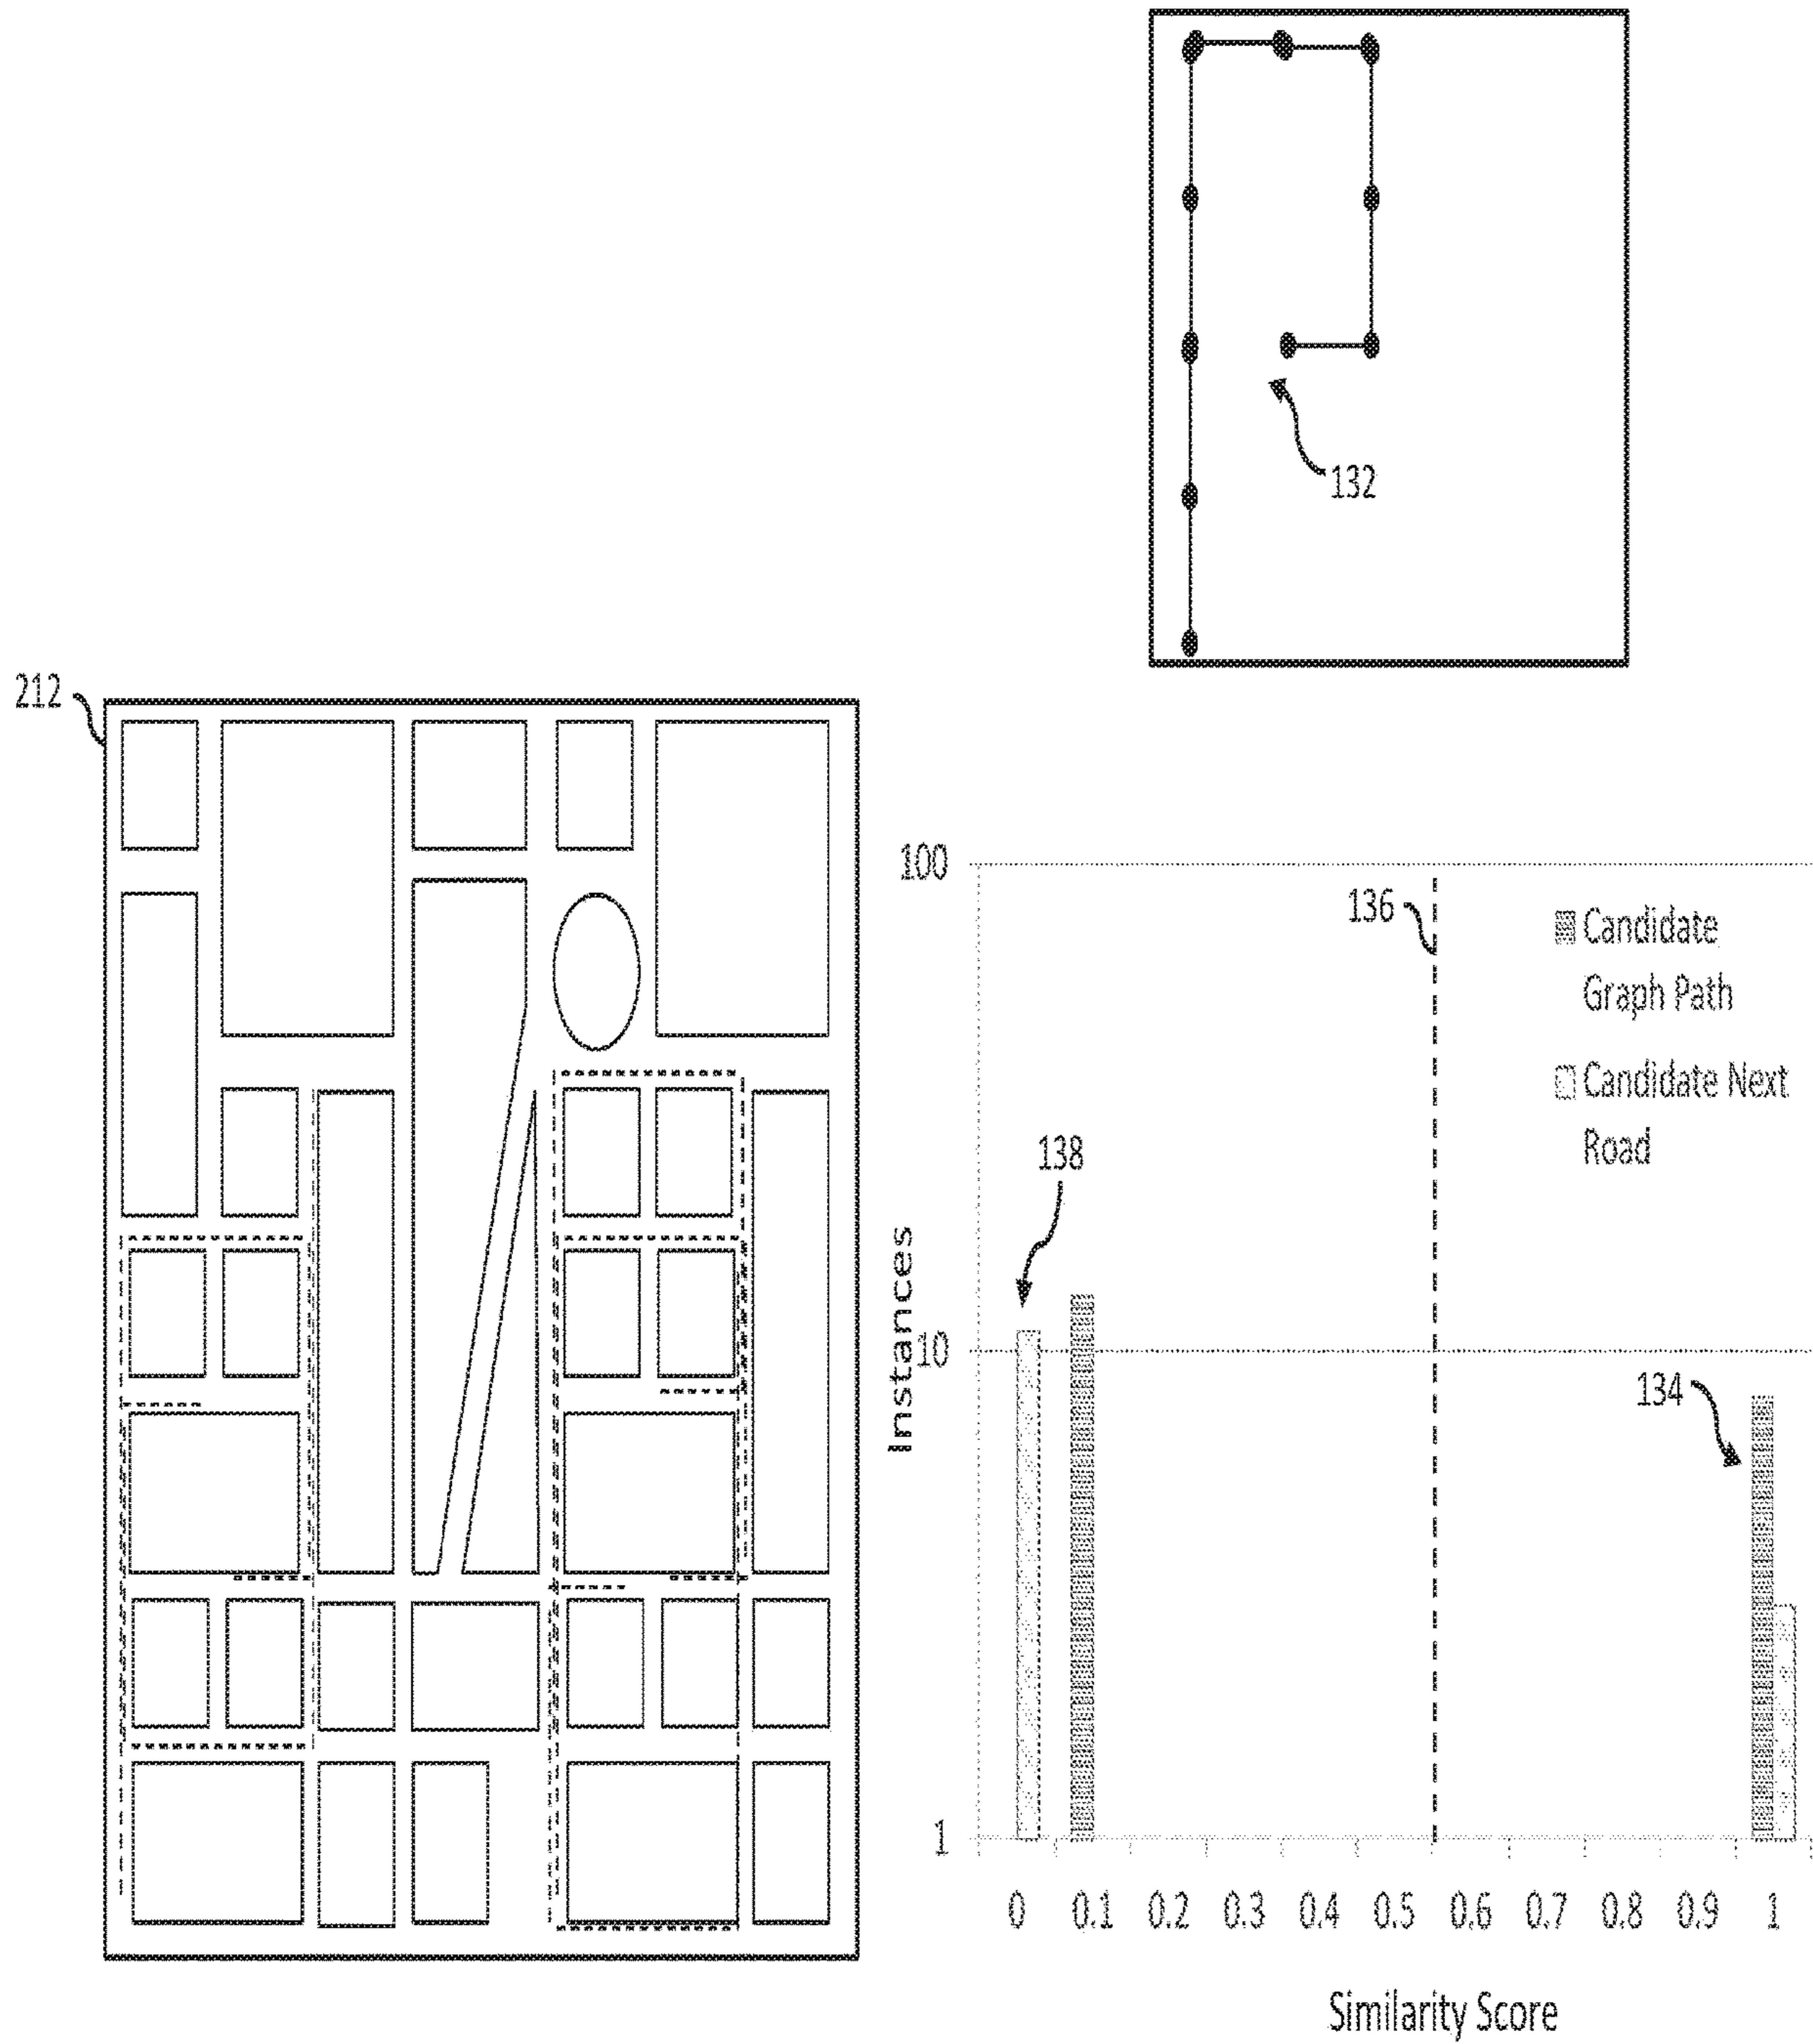 132
212
100
136
Candidate
Graph Path
Candidate Next
Road
138
Instances
10
134
1
0 0.1 0.2 0.3 0.4 0.5 0.6 0.7 0.8 0.9 1
Similarity Score